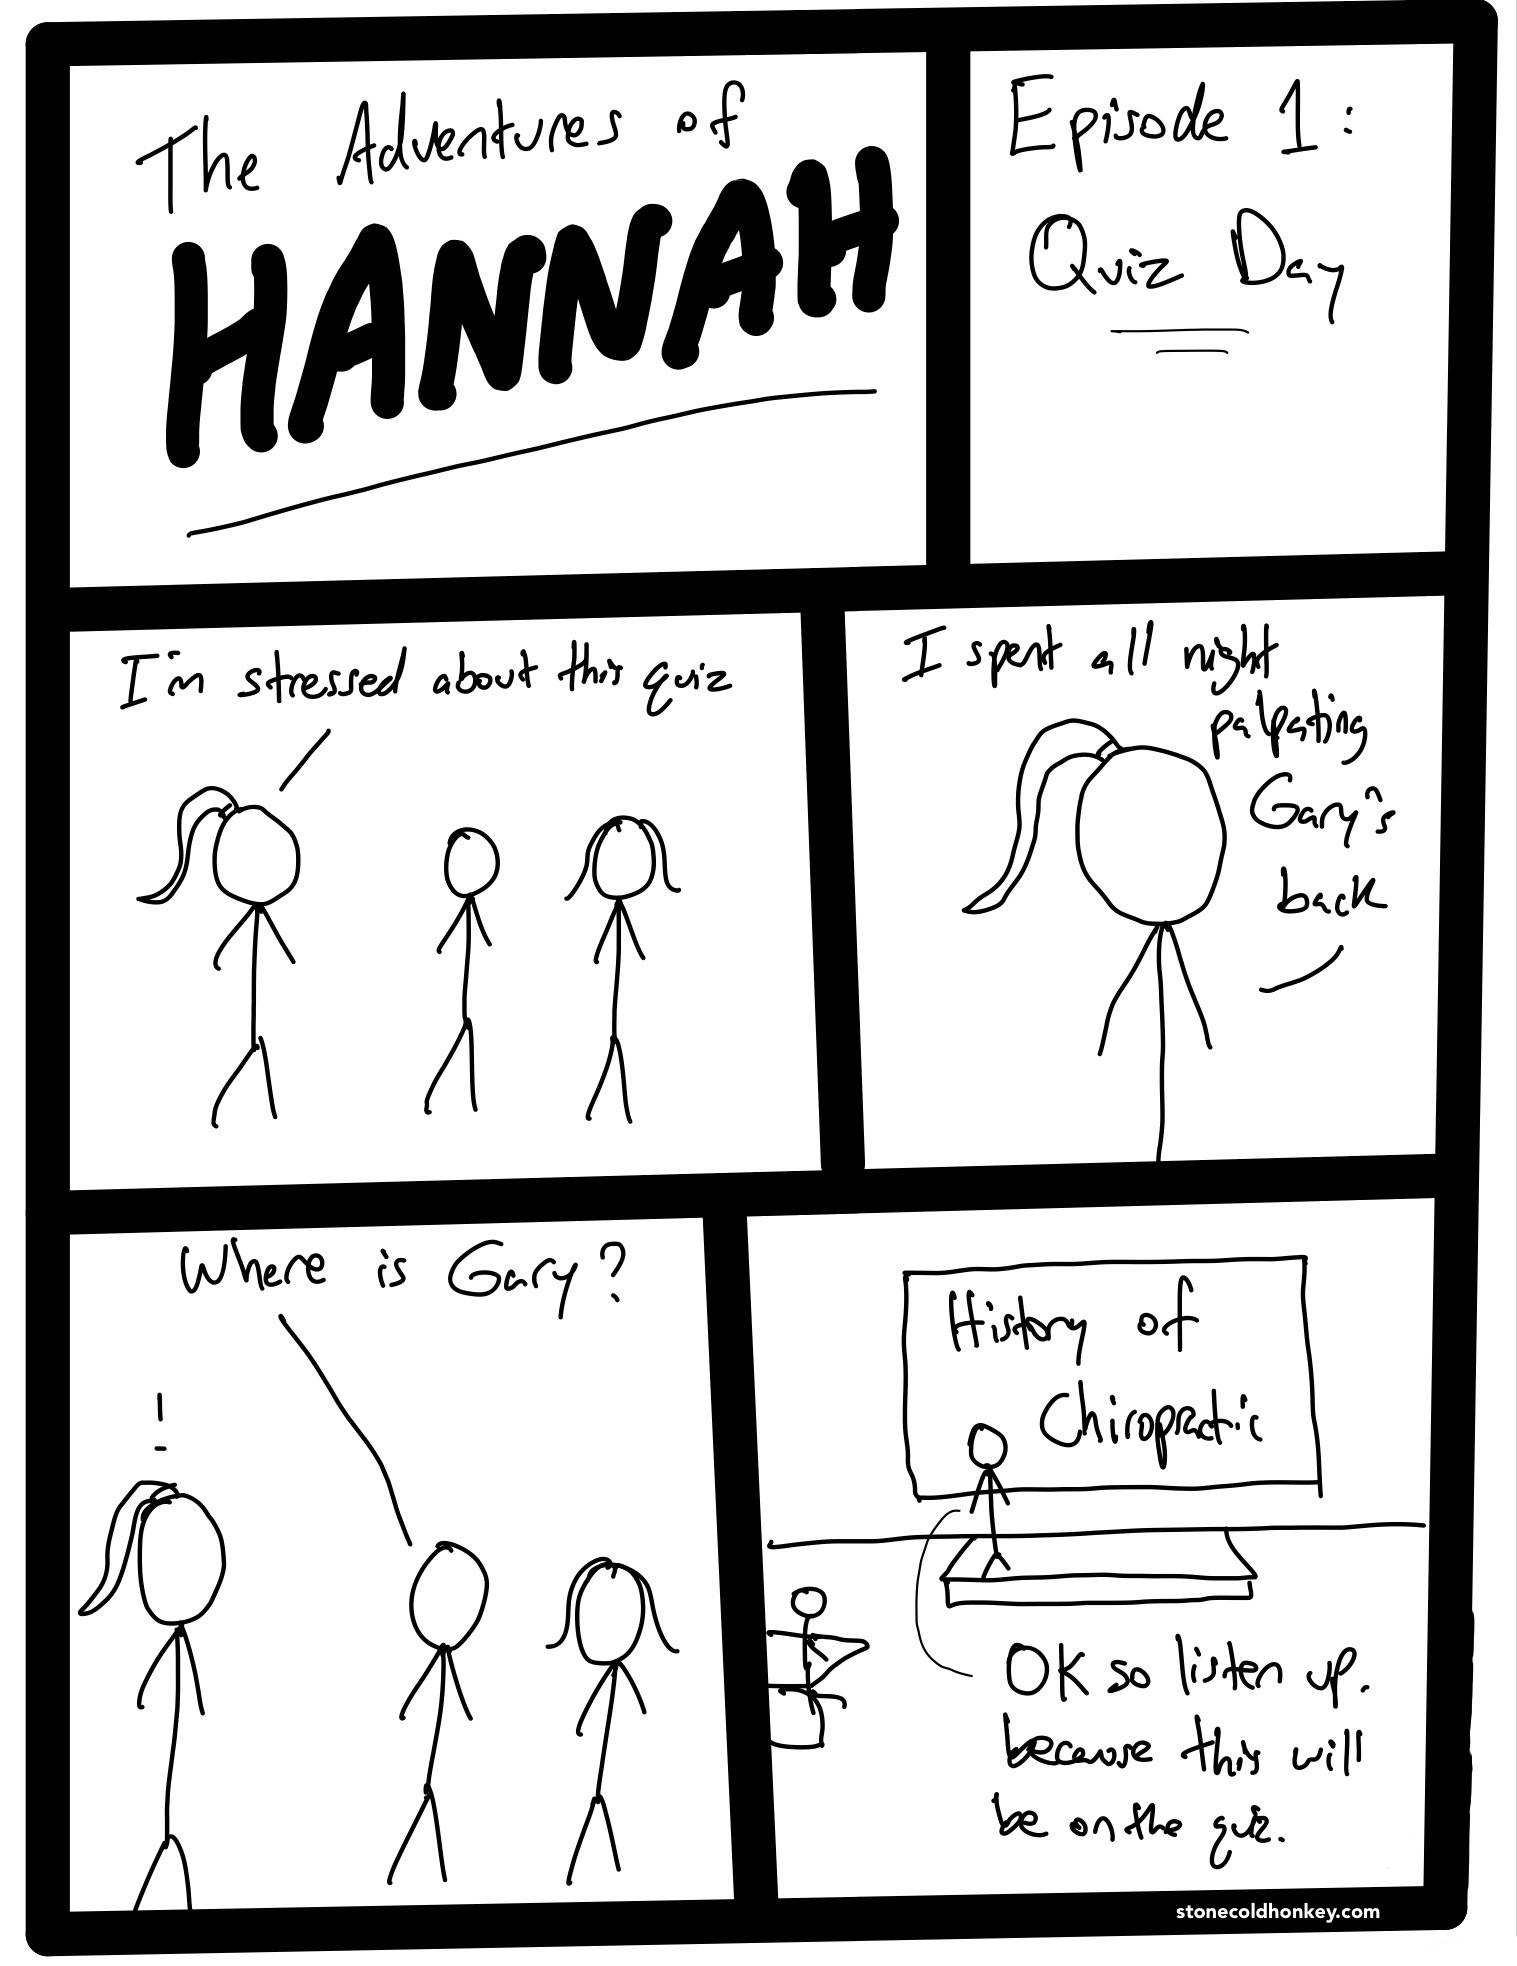 The Adventures of
HANNAH
Episode 1:
Quiz Day
I'm stressed about this quiz
I spent all night
palpating
Gary's
back
Where is Gary?
!
History of
Chiropractic
OK so listen up.
because this will
be on the quiz.
stonecoldhonkey.com